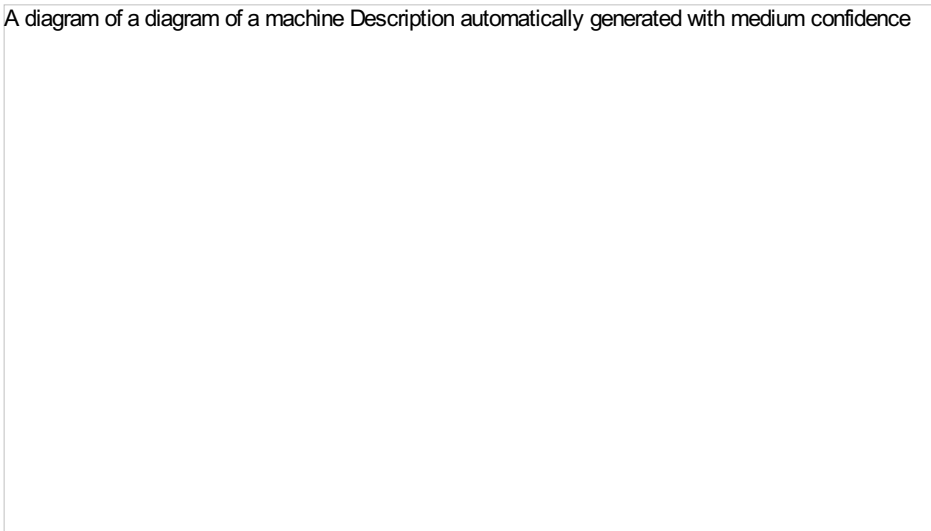 A diagram of a diagram of a machine Description automatically generated with medium confidence